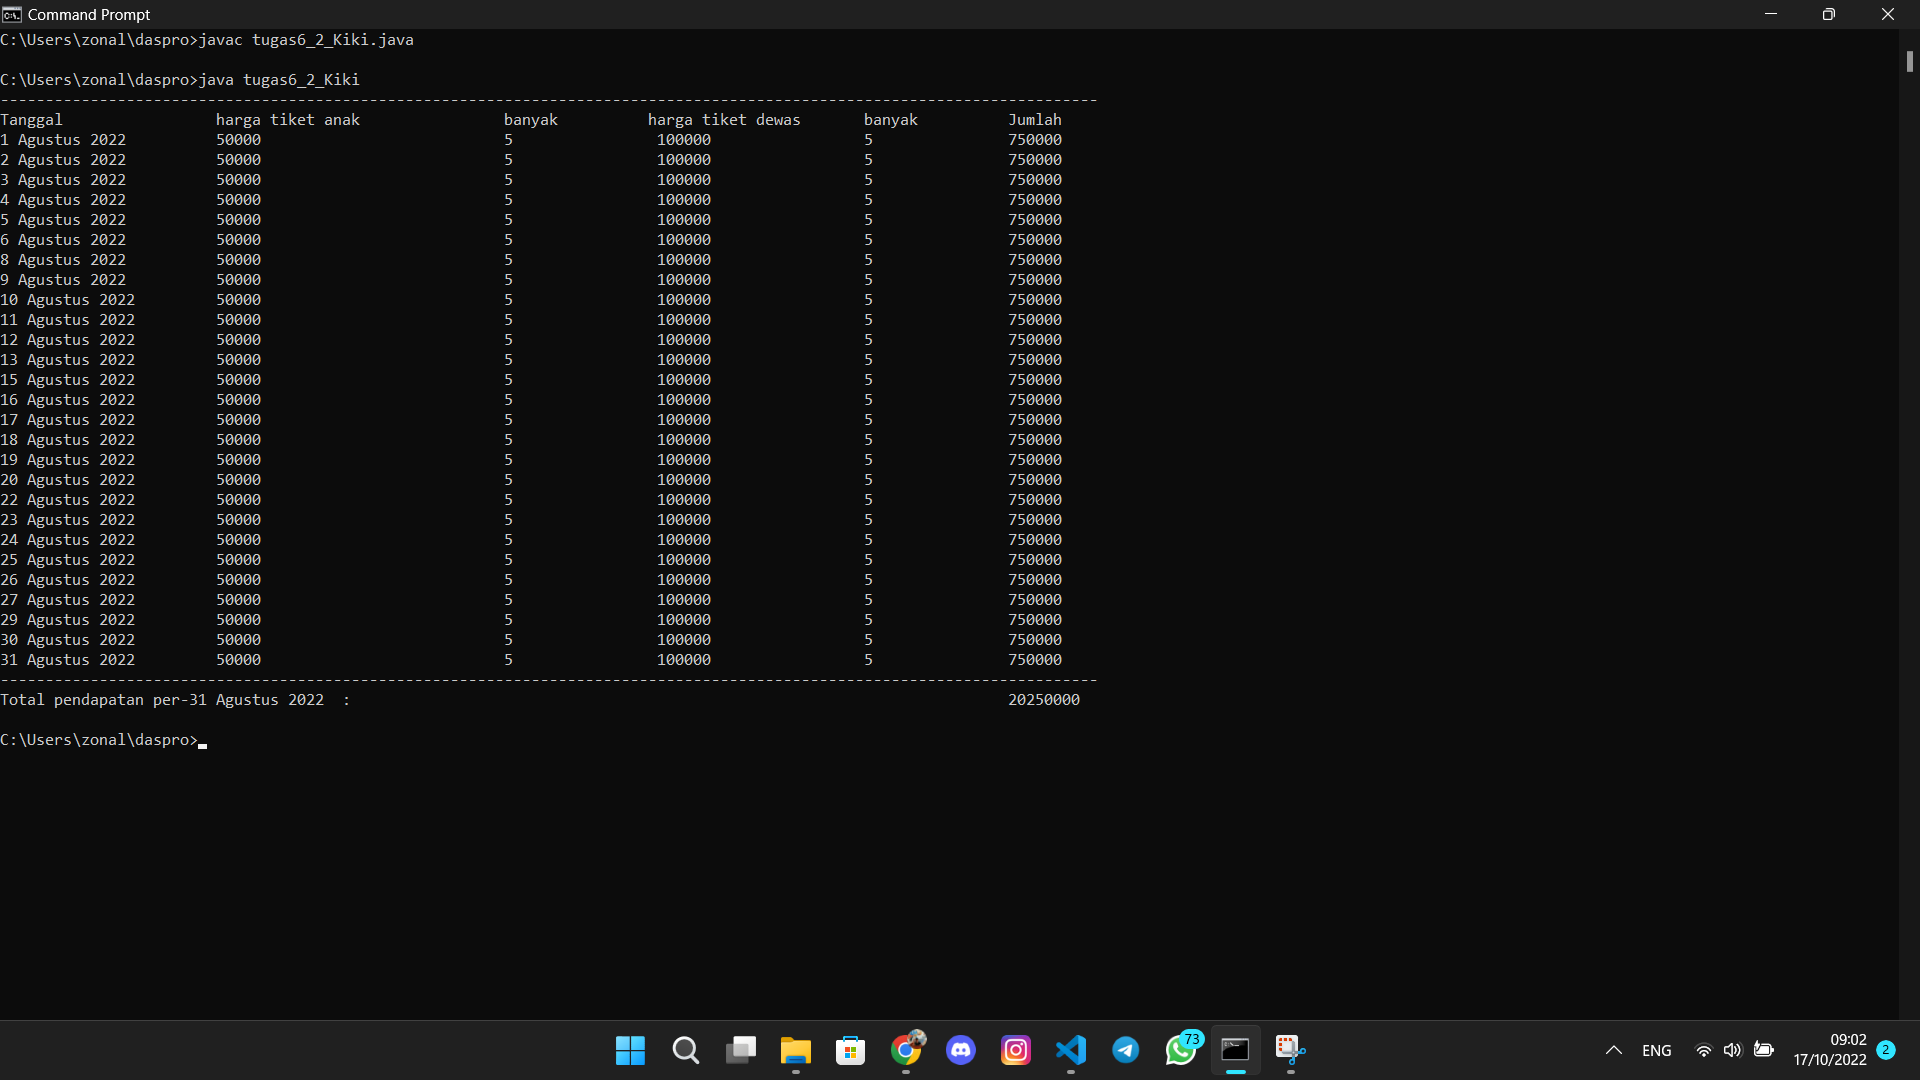 Command Prompt
C:\Users\zonal\daspro>javac tugas6_2_Kiki.java
C:\Users\zonal\daspro>java tugas6_2_Kiki
--------------------------------------------------------------------------------------------------------------------------
Tanggal harga tiket anak banyak harga tiket dewas banyak Jumlah
1 Agustus 2022 50000 5 100000 5 750000
2 Agustus 2022 50000 5 100000 5 750000
3 Agustus 2022 50000 5 100000 5 750000
4 Agustus 2022 50000 5 100000 5 750000
5 Agustus 2022 50000 5 100000 5 750000
6 Agustus 2022 50000 5 100000 5 750000
8 Agustus 2022 50000 5 100000 5 750000
9 Agustus 2022 50000 5 100000 5 750000
10 Agustus 2022 50000 5 100000 5 750000
11 Agustus 2022 50000 5 100000 5 750000
12 Agustus 2022 50000 5 100000 5 750000
13 Agustus 2022 50000 5 100000 5 750000
15 Agustus 2022 50000 5 100000 5 750000
16 Agustus 2022 50000 5 100000 5 750000
17 Agustus 2022 50000 5 100000 5 750000
18 Agustus 2022 50000 5 100000 5 750000
19 Agustus 2022 50000 5 100000 5 750000
20 Agustus 2022 50000 5 100000 5 750000
22 Agustus 2022 50000 5 100000 5 750000
23 Agustus 2022 50000 5 100000 5 750000
24 Agustus 2022 50000 5 100000 5 750000
25 Agustus 2022 50000 5 100000 5 750000
26 Agustus 2022 50000 5 100000 5 750000
27 Agustus 2022 50000 5 100000 5 750000
29 Agustus 2022 50000 5 100000 5 750000
30 Agustus 2022 50000 5 100000 5 750000
31 Agustus 2022 50000 5 100000 5 750000
--------------------------------------------------------------------------------------------------------------------------
Total pendapatan per-31 Agustus 2022 : 20250000
C:\Users\zonal\daspro>
73
ENG
09:02
17/10/2022
2